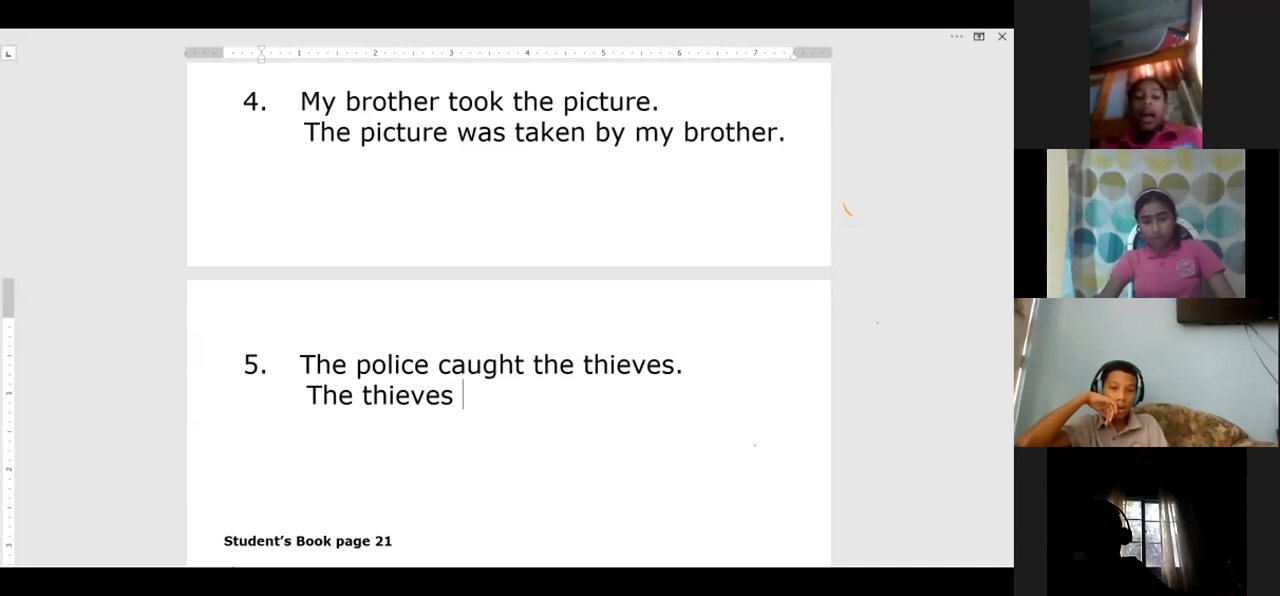 4. My brother took the picture.
The picture was taken by my brother.
5. The police caught the thieves.
The thieves
Student's Book page 21